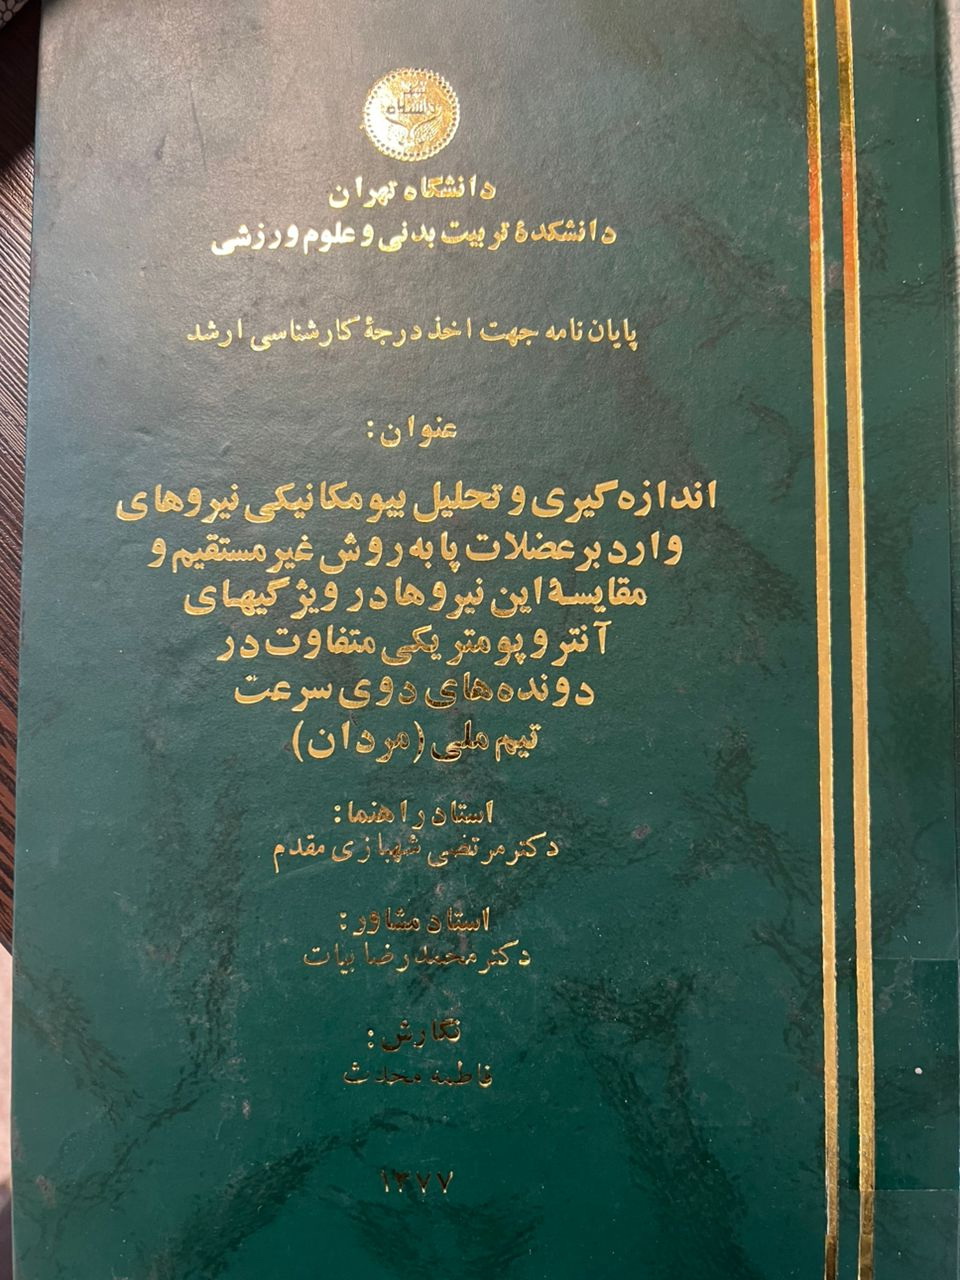 دانشگاه تهران
دانشکدهٔ تربیت بدنی و علوم ورزشی
پایان نامه جهت اخذ درجهٔ کارشناسی ارشد
عنوان:
اندازه گیری و تحلیل بیومکانیکی نیروهای
وارد بر عضلات پا به روش غیر مستقیم و
مقایسهٔ این نیروها در ویژگیهای
آنتروپومتریکی متفاوت در
دونده های دوی سرعت
تیم ملی (مردان)
استاد راهنما:
دکتر مرتضی شهبازی مقدم
استاد مشاور:
دکتر محمدرضا بیات
نگارش:
فاطمه محدث
۱۳۷۷